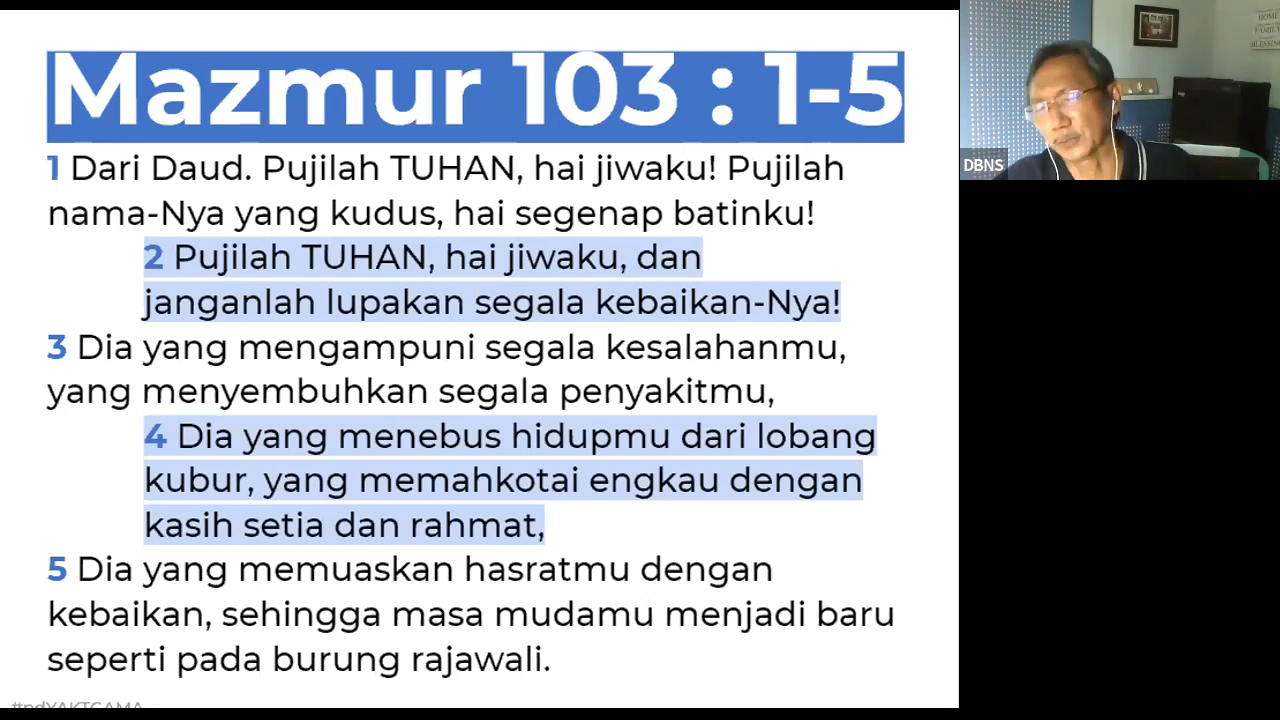 Mazmur 103 : 1-5
1 Dari Daud. Pujilah TUHAN, hai jiwaku! Pujilah
nama-Nya yang kudus, hai segenap batinku!
2 Pujilah TUHAN, hai jiwaku, dan
janganlah lupakan segala kebaikan-Nya!
3 Dia yang mengampuni segala kesalahanmu,
yang menyembuhkan segala penyakitmu,
4 Dia yang menebus hidupmu dari lobang
kubur, yang memahkotai engkau dengan
kasih setia dan rahmat,
5 Dia yang memuaskan hasratmu dengan
kebaikan, sehingga masa mudamu menjadi baru
seperti pada burung rajawali.
DBNS
HOME
FAMILY
BLESSING